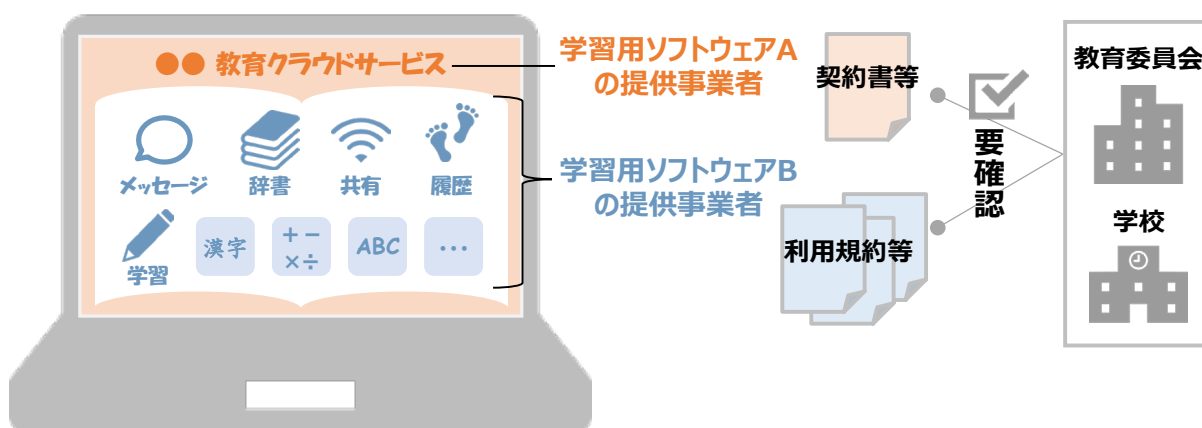 ●● 教育クラウドサービス
メッセージ
辞書
共有
履歴
学習
漢字
+ −
× ÷
ABC
…
学習用ソフトウェアA
の提供事業者
学習用ソフトウェアB
の提供事業者
契約書等
利用規約等
要確認
教育委員会
学校